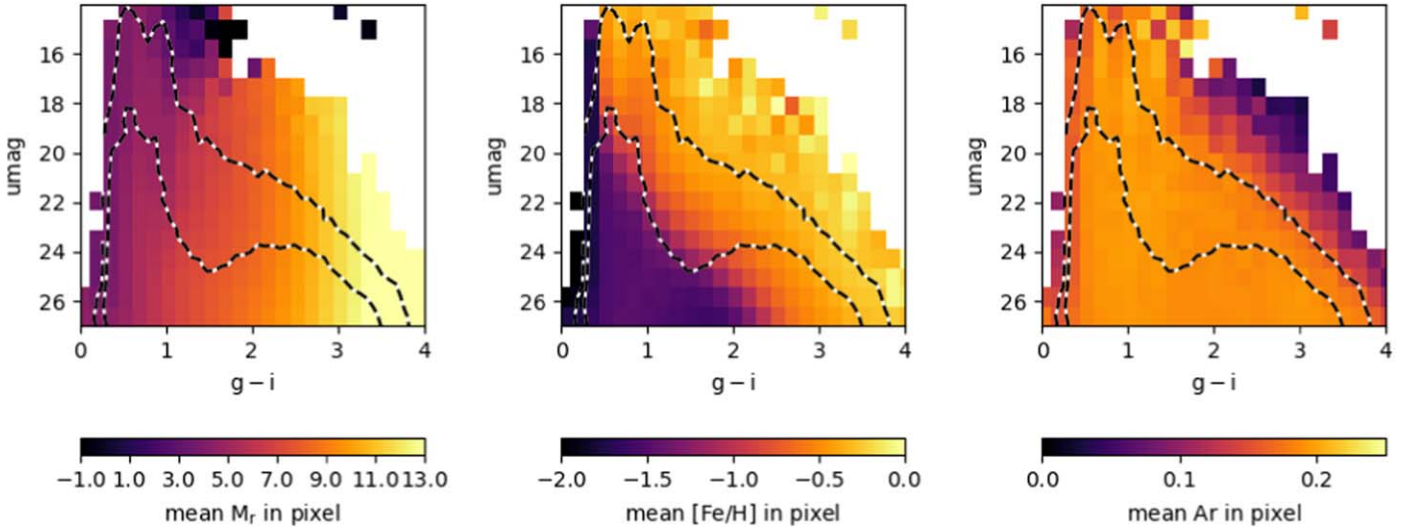 umag
16
18
20
22
24
26
0 1 2 3 4
g − i
−1.0 1.0 3.0 5.0 7.0 9.0 11.0 13.0
mean Mr in pixel
umag
16
18
20
22
24
26
0 1 2 3 4
g − i
−2.0 −1.5 −1.0 −0.5 0.0
mean [Fe/H] in pixel
umag
16
18
20
22
24
26
0 1 2 3 4
g − i
0.0 0.1 0.2
mean Ar in pixel